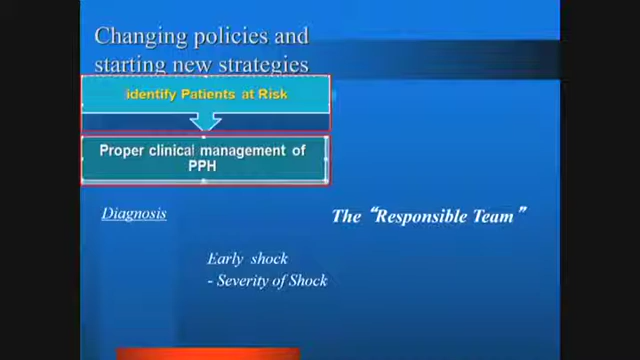 Changing policies and
starting new strategies
Identify Patients at Risk
Proper clinical management of
PPH
Diagnosis
The “Responsible Team”
Early shock
- Severity of Shock